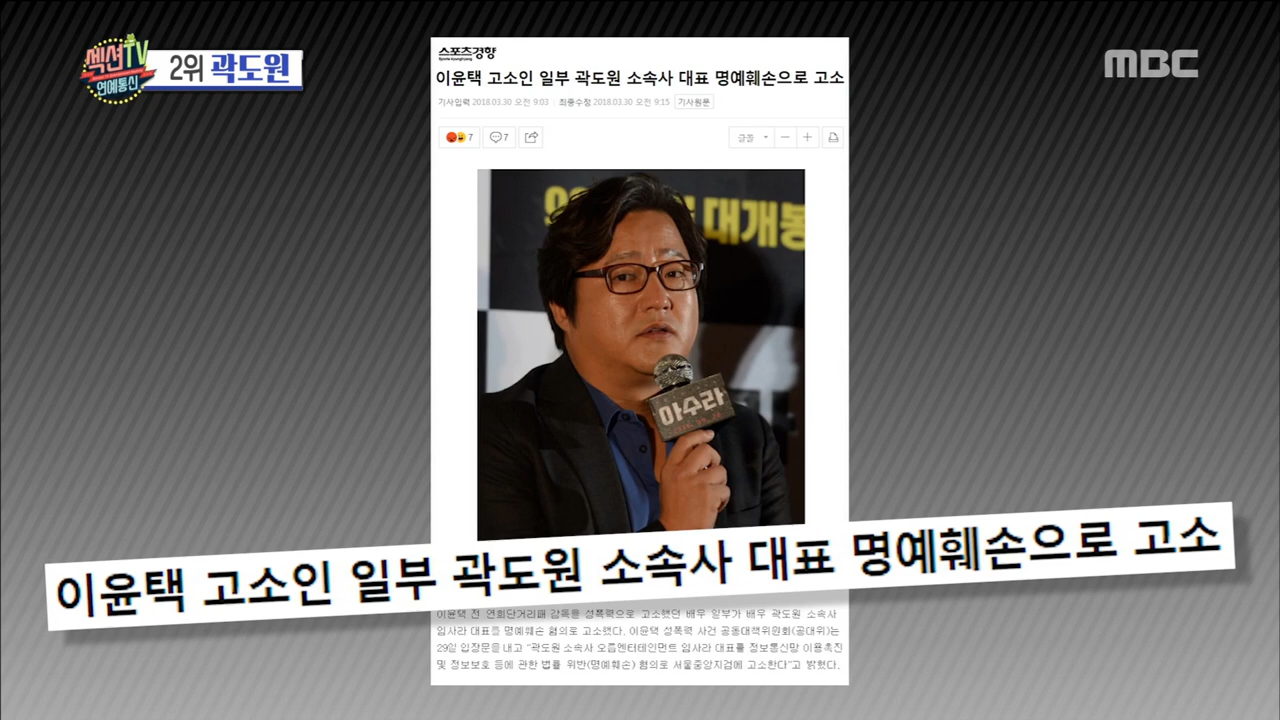 섹션TV
연예통신
2위 곽도원
MBC
스포츠경향
이윤택 고소인 일부 곽도원 소속사 대표 명예훼손으로 고소
기사입력 2018.03.30 오전 9:03 최종수정 2018.03.30 오전 9:15 기사원문
7 7 글꼴
대개봉
아수라
이윤택 고소인 일부 곽도원 소속사 대표 명예훼손으로 고소
이윤택 전 연희단거리패 감독을 성폭력으로 고소했던 배우 일부가 배우 곽도원 소속사
임사라 대표를 명예훼손 혐의로 고소했다. 이윤택 성폭력 사건 공동대책위원회(공대위)는
29일 입장문을 내고 “곽도원 소속사 오름엔터테인먼트 임사라 대표를 정보통신망 이용촉진
및 정보보호 등에 관한 법률 위반(명예훼손) 혐의로 서울중앙지검에 고소한다”고 밝혔다.